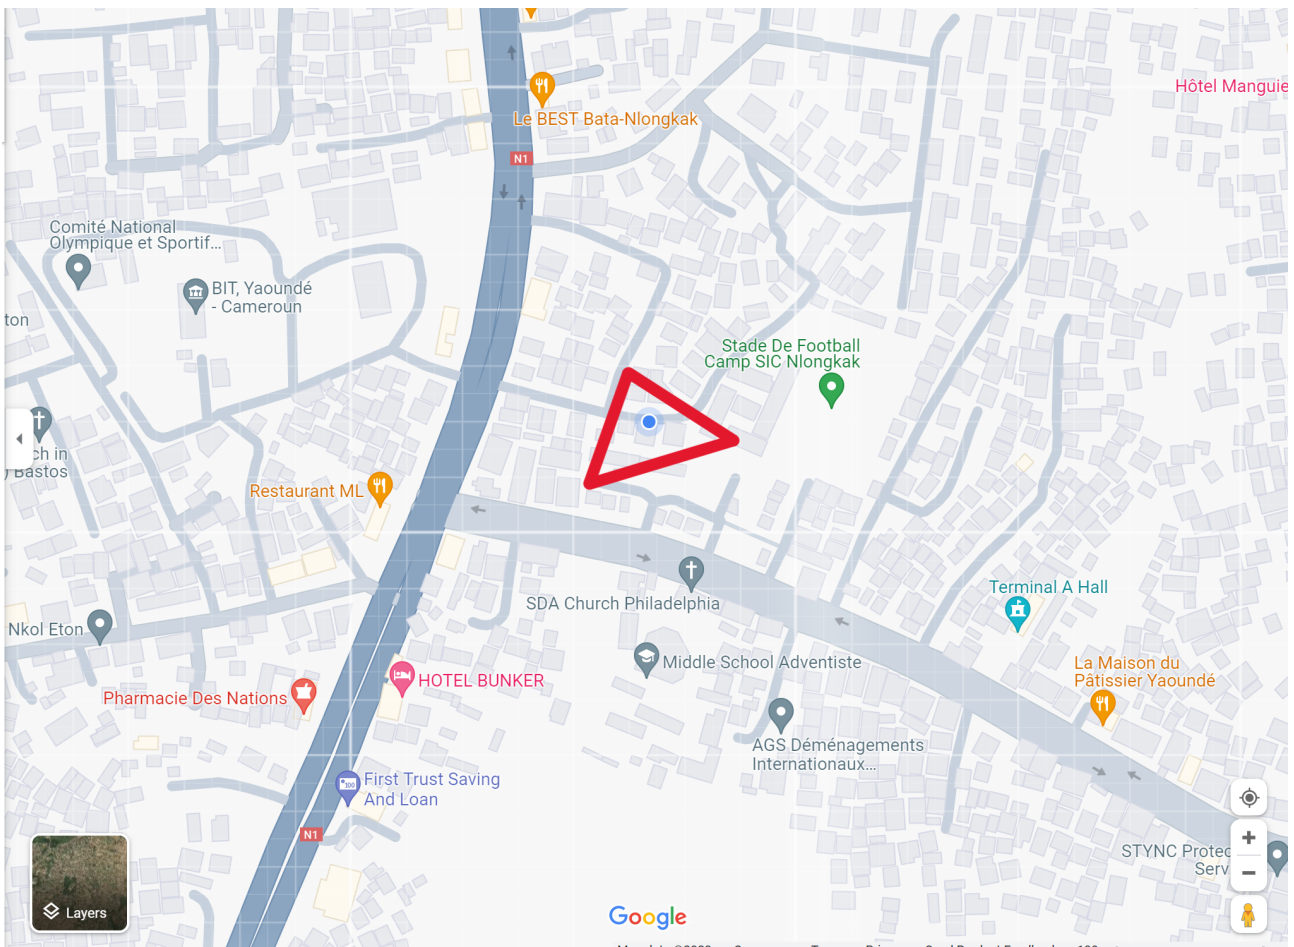 Hôtel Manguie
Le BEST Bata-Nlongkak
N1
Comité National
Olympique et Sportif...
BIT, Yaoundé
- Cameroun
ton
Stade De Football
Camp SIC Nlongkak
ch in
) Bastos
Restaurant ML
SDA Church Philadelphia
Terminal A Hall
Nkol Eton
Middle School Adventiste
La Maison du
Pâtissier Yaoundé
HOTEL BUNKER
Pharmacie Des Nations
AGS Déménagements
Internationaux...
First Trust Saving
And Loan
N1
STYNC Protec
Serv
Layers
Google